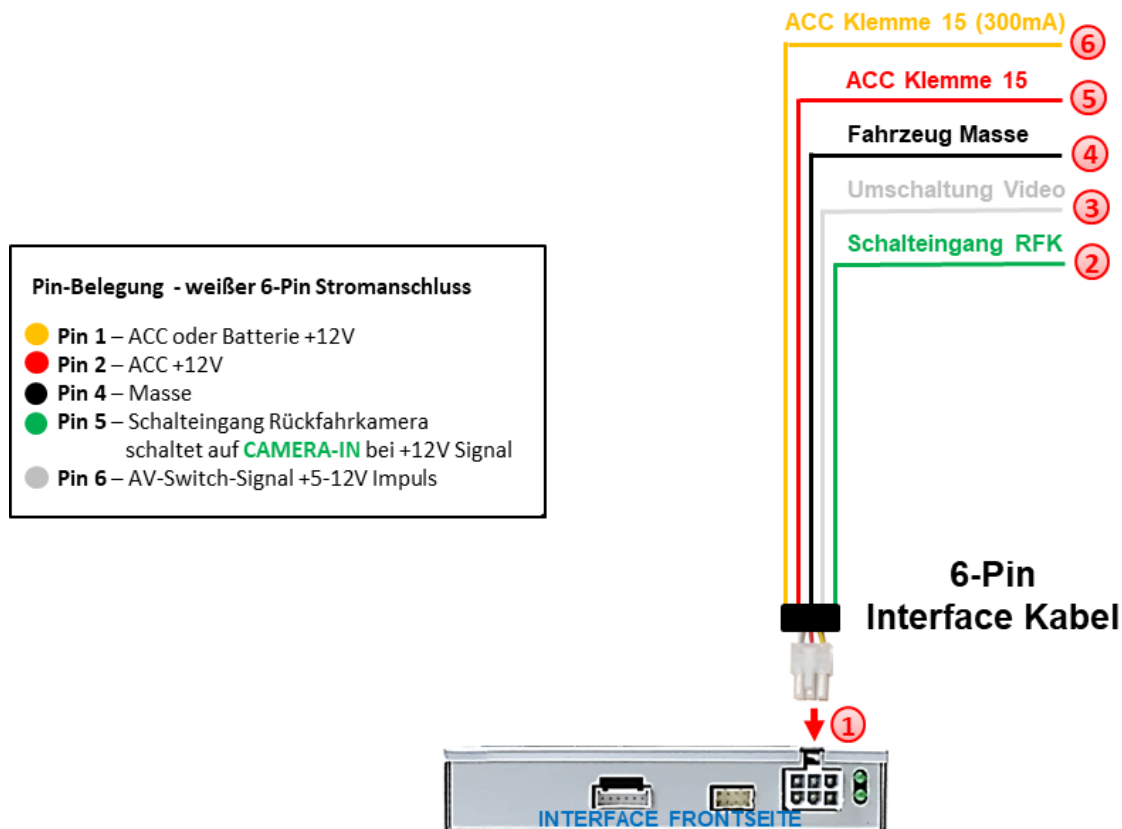 ACC Klemme 15 (300mA)
6
ACC Klemme 15
5
Fahrzeug Masse
4
Umschaltung Video
3
Schalteingang RFK
2
Pin-Belegung - weißer 6-Pin Stromanschluss
Pin 1 – ACC oder Batterie +12V
Pin 2 – ACC +12V
Pin 4 – Masse
Pin 5 – Schalteingang Rückfahrkamera
schaltet auf CAMERA-IN bei +12V Signal
Pin 6 – AV-Switch-Signal +5-12V Impuls
6-Pin
Interface Kabel
1
INTERFACE FRONTSEITE